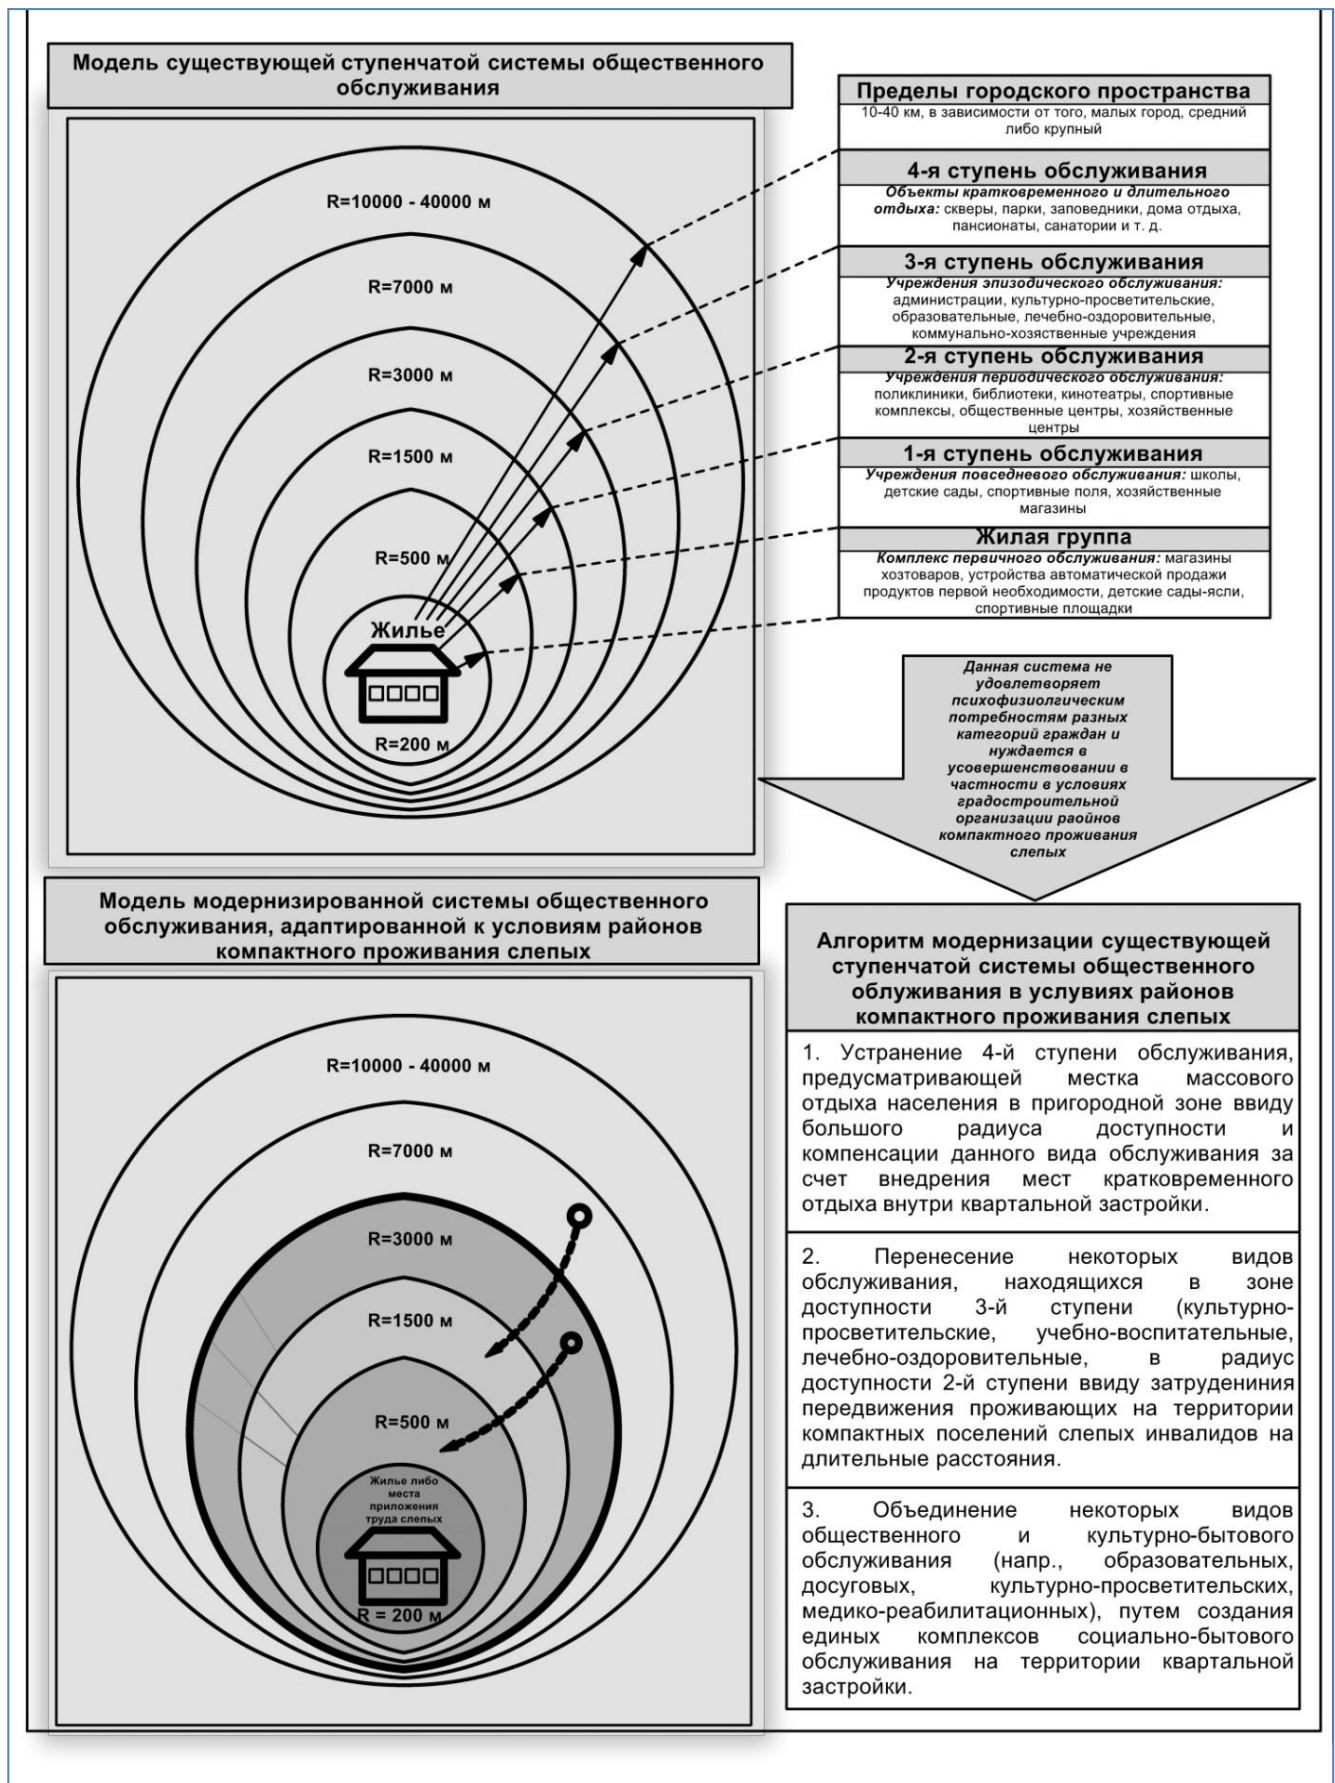 Модель существующей ступенчатой системы общественного
обслуживания
R=10000 - 40000 м
R=7000 м
R=3000 м
R=1500 м
R=500 м
Жилье
R=200 м
Пределы городского пространства
10-40 км, в зависимости от того, малых город, средний
либо крупный
4-я ступень обслуживания
Объекты кратковременного и длительного
отдыха: скверы, парки, заповедники, дома отдыха,
пансионаты, санатории и т. д.
3-я ступень обслуживания
Учреждения эпизодического обслуживания:
администрации, культурно-просветительские,
образовательные, лечебно-оздоровительные,
коммунально-хозяственные учреждения
2-я ступень обслуживания
Учреждения периодического обслуживания:
поликлиники, библиотеки, кинотеатры, спортивные
комплексы, общественные центры, хозяйственные
центры
1-я ступень обслуживания
Учреждения повседневого обслуживания: школы,
детские сады, спортивные поля, хозяйственные
магазины
Жилая группа
Комплекс первичного обслуживания: магазины
хозтоваров, устройства автоматической продажи
продуктов первой необходимости, детские сады-ясли,
спортивные площадки
Данная система не
удовлетворяет
психофизиолгическим
потребностям разных
категорий граждан и
нуждается в
усовершенствовании в
частности в условиях
градостроительной
организации раойнов
компактного проживания
слепых
Модель модернизированной системы общественного
обслуживания, адаптированной к условиям районов
компактного проживания слепых
R=10000 - 40000 м
R=7000 м
R=3000 м
R=1500 м
R=500 м
Жилье либо
места
приложения
труда слепых
R = 200 м
Алгоритм модернизации существующей
ступенчатой системы общественного
облуживания в услувиях районов
компактного проживания слепых
1. Устранение 4-й ступени обслуживания,
предусматривающей местка массового
отдыха населения в пригородной зоне ввиду
большого радиуса доступности и
компенсации данного вида обслуживания за
счет внедрения мест кратковременного
отдыха внутри квартальной застройки.
2. Перенесение некоторых видов
обслуживания, находящихся в зоне
доступности 3-й ступени (культурно-
просветительские, учебно-воспитательные,
лечебно-оздоровительные, в радиус
доступности 2-й ступени ввиду затрудениния
передвижения проживающих на территории
компактных поселений слепых инвалидов на
длительные расстояния.
3. Объединение некоторых видов
общественного и культурно-бытового
обслуживания (напр., образовательных,
досуговых, культурно-просветительских,
медико-реабилитационных), путем создания
единых комплексов социально-бытового
обслуживания на территории квартальной
застройки.